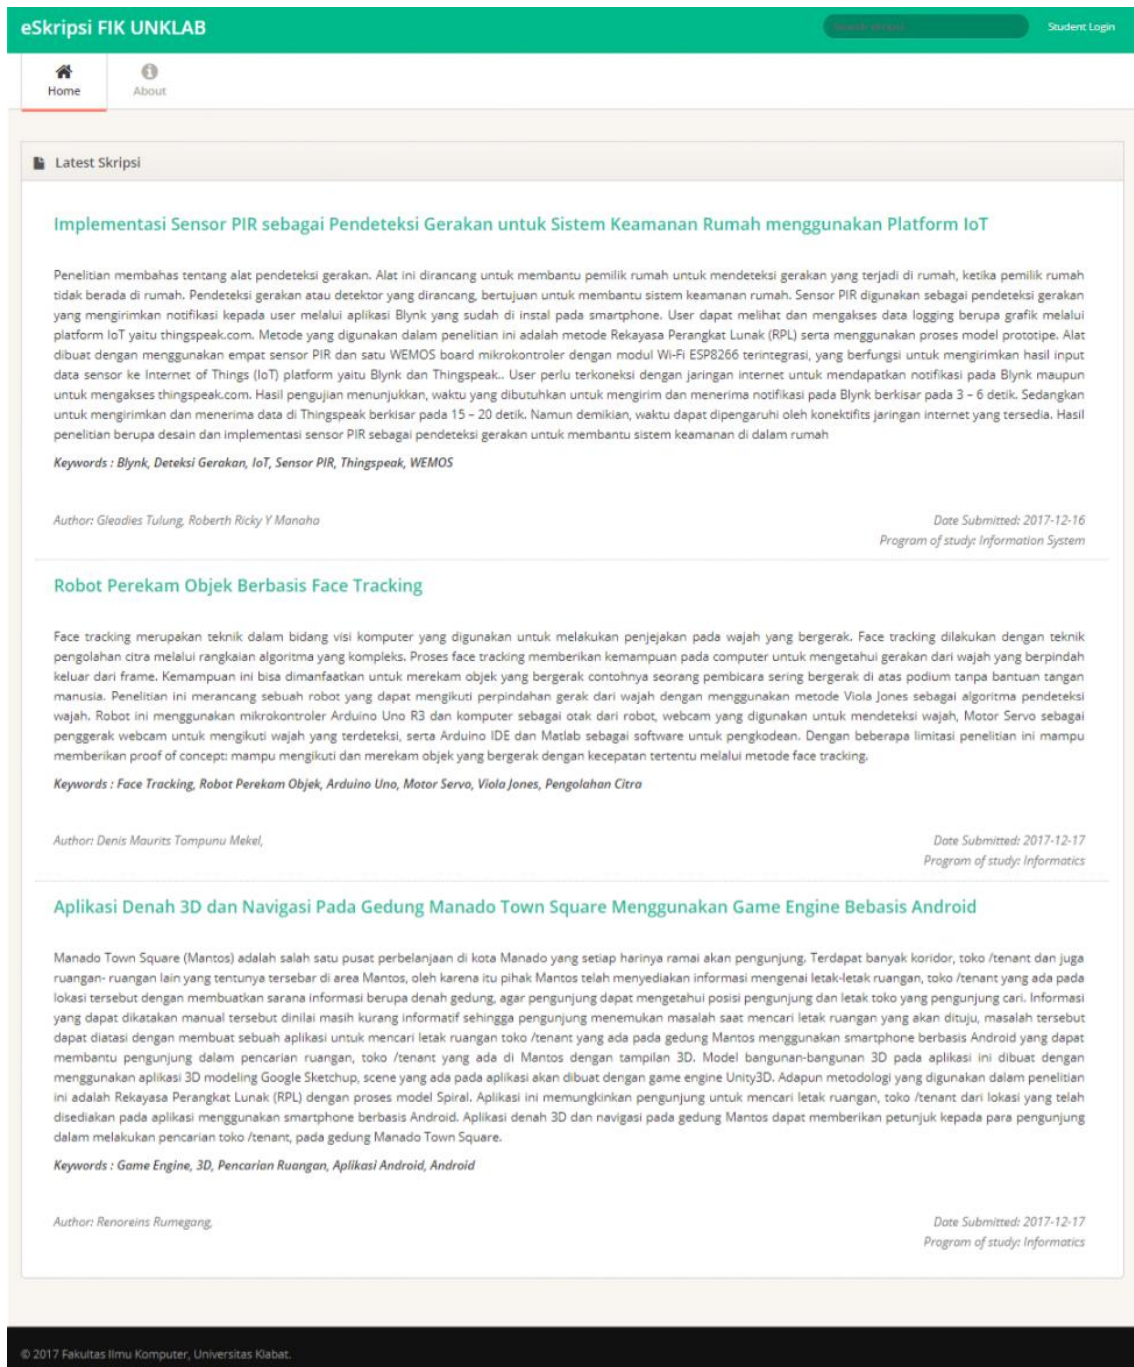 eSkripsi FIK UNKLAB
Student Login
Home
About
Latest Skripsi
Implementasi Sensor PIR sebagai Pendeteksi Gerakan untuk Sistem Keamanan Rumah menggunakan Platform IoT
Penelitian membahas tentang alat pendeteksi gerakan. Alat ini dirancang untuk membantu pemilik rumah untuk mendeteksi gerakan yang terjadi di rumah, ketika pemilik rumah
tidak berada di rumah. Pendeteksi gerakan atau detektor yang dirancang, bertujuan untuk membantu sistem keamanan rumah. Sensor PIR digunakan sebagai pendeteksi gerakan
yang mengirimkan notifikasi kepada user melalui aplikasi Blynk yang sudah di instal pada smartphone. User dapat melihat dan mengakses data logging berupa grafik melalui
platform IoT yaitu thingspeak.com. Metode yang digunakan dalam penelitian ini adalah metode Rekayasa Perangkat Lunak (RPL) serta menggunakan proses model prototipe. Alat
dibuat dengan menggunakan empat sensor PIR dan satu WEMOS board mikrokontroler dengan modul Wi-Fi ESP8266 terintegrasi, yang berfungsi untuk mengirimkan hasil input
data sensor ke Internet of Things (IoT) platform yaitu Blynk dan Thingspeak.. User perlu terkoneksi dengan jaringan internet untuk mendapatkan notifikasi pada Blynk maupun
untuk mengakses thingspeak.com. Hasil pengujian menunjukkan, waktu yang dibutuhkan untuk mengirim dan menerima notifikasi pada Blynk berkisar pada 3 – 6 detik. Sedangkan
untuk mengirimkan dan menerima data di Thingspeak berkisar pada 15 – 20 detik. Namun demikian, waktu dapat dipengaruhi oleh konektifits jaringan internet yang tersedia. Hasil
penelitian berupa desain dan implementasi sensor PIR sebagai pendeteksi gerakan untuk membantu sistem keamanan di dalam rumah
Keywords : Blynk, Deteksi Gerakan, IoT, Sensor PIR, Thingspeak, WEMOS
Author: Gleadies Tulung, Roberth Ricky Y Manaha
Date Submitted: 2017-12-16
Program of study: Information System
Robot Perekam Objek Berbasis Face Tracking
Face tracking merupakan teknik dalam bidang visi komputer yang digunakan untuk melakukan penjejakan pada wajah yang bergerak. Face tracking dilakukan dengan teknik
pengolahan citra melalui rangkaian algoritma yang kompleks. Proses face tracking memberikan kemampuan pada computer untuk mengetahui gerakan dari wajah yang berpindah
keluar dari frame. Kemampuan ini bisa dimanfaatkan untuk merekam objek yang bergerak contohnya seorang pembicara sering bergerak di atas podium tanpa bantuan tangan
manusia. Penelitian ini merancang sebuah robot yang dapat mengikuti perpindahan gerak dari wajah dengan menggunakan metode Viola Jones sebagai algoritma pendeteksi
wajah. Robot ini menggunakan mikrokontroler Arduino Uno R3 dan komputer sebagai otak dari robot, webcam yang digunakan untuk mendeteksi wajah, Motor Servo sebagai
penggerak webcam untuk mengikuti wajah yang terdeteksi, serta Arduino IDE dan Matlab sebagai software untuk pengkodean. Dengan beberapa limitasi penelitian ini mampu
memberikan proof of concept: mampu mengikuti dan merekam objek yang bergerak dengan kecepatan tertentu melalui metode face tracking.
Keywords : Face Tracking, Robot Perekam Objek, Arduino Uno, Motor Servo, Viola Jones, Pengolahan Citra
Author: Denis Maurits Tompunu Mekel,
Date Submitted: 2017-12-17
Program of study: Informatics
Aplikasi Denah 3D dan Navigasi Pada Gedung Manado Town Square Menggunakan Game Engine Bebasis Android
Manado Town Square (Mantos) adalah salah satu pusat perbelanjaan di kota Manado yang setiap harinya ramai akan pengunjung. Terdapat banyak koridor, toko /tenant dan juga
ruangan- ruangan lain yang tentunya tersebar di area Mantos, oleh karena itu pihak Mantos telah menyediakan informasi mengenai letak-letak ruangan, toko /tenant yang ada pada
lokasi tersebut dengan membuatkan sarana informasi berupa denah gedung, agar pengunjung dapat mengetahui posisi pengunjung dan letak toko yang pengunjung cari. Informasi
yang dapat dikatakan manual tersebut dinilai masih kurang informatif sehingga pengunjung menemukan masalah saat mencari letak ruangan yang akan dituju, masalah tersebut
dapat diatasi dengan membuat sebuah aplikasi untuk mencari letak ruangan toko /tenant yang ada pada gedung Mantos menggunakan smartphone berbasis Android yang dapat
membantu pengunjung dalam pencarian ruangan, toko /tenant yang ada di Mantos dengan tampilan 3D. Model bangunan-bangunan 3D pada aplikasi ini dibuat dengan
menggunakan aplikasi 3D modeling Google Sketchup, scene yang ada pada aplikasi akan dibuat dengan game engine Unity3D. Adapun metodologi yang digunakan dalam penelitian
ini adalah Rekayasa Perangkat Lunak (RPL) dengan proses model Spiral. Aplikasi ini memungkinkan pengunjung untuk mencari letak ruangan, toko /tenant dari lokasi yang telah
disediakan pada aplikasi menggunakan smartphone berbasis Android. Aplikasi denah 3D dan navigasi pada gedung Mantos dapat memberikan petunjuk kepada para pengunjung
dalam melakukan pencarian toko /tenant, pada gedung Manado Town Square.
Keywords : Game Engine, 3D, Pencarian Ruangan, Aplikasi Android, Android
Author: Renoreins Rumegang,
Date Submitted: 2017-12-17
Program of study: Informatics
© 2017 Fakultas Ilmu Komputer, Universitas Klabat.